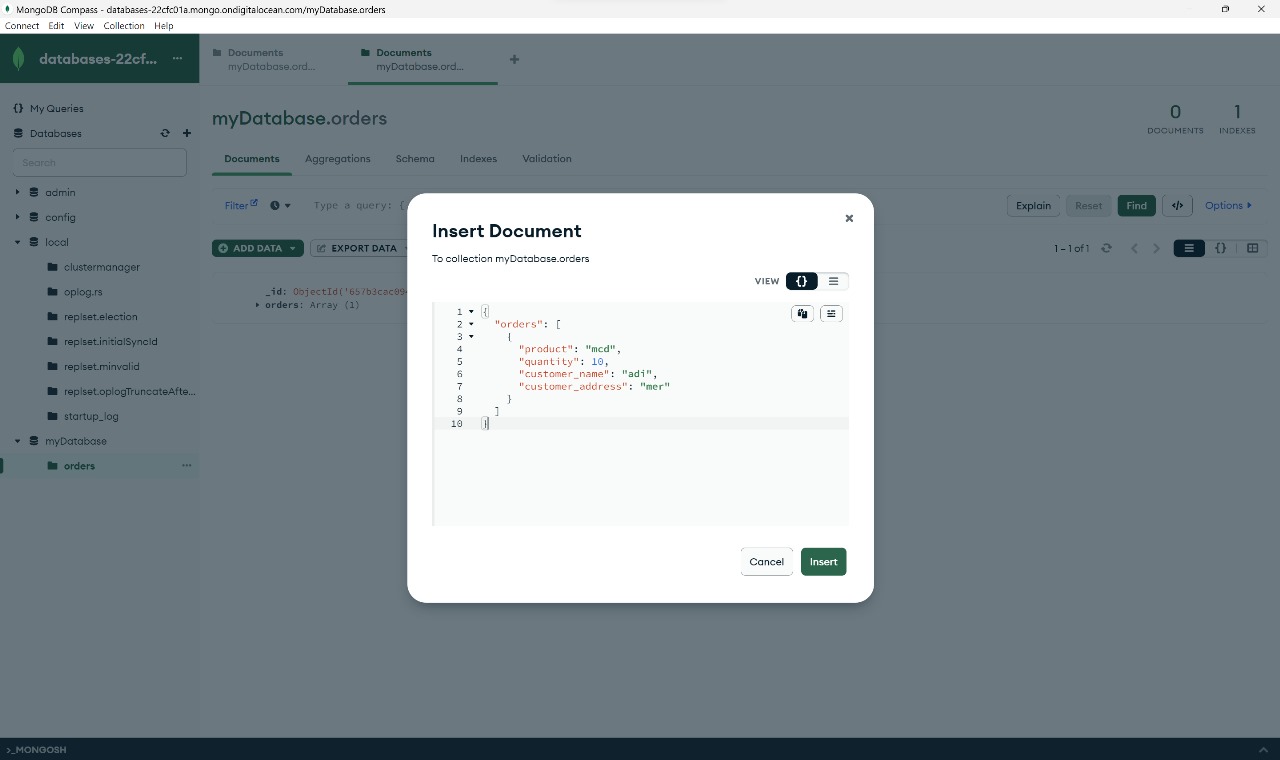 MongoDB Compass - databases-22cfc01a.mongo.ondigitalocean.com/myDatabase.orders
Connect Edit View Collection Help
databases-22cf...
Documents
myDatabase.ord...
Documents
myDatabase.ord...
My Queries
Databases
Search
admin
config
local
clustermanager
oplog.rs
replset.election
replset.initialSyncId
replset.minvalid
replset.oplogTruncateAfte...
startup_log
myDatabase
orders
myDatabase.orders
0
DOCUMENTS
1
INDEXES
Documents Aggregations Schema Indexes Validation
Filter
Type a query: {
Explain Reset Find </> Options
ADD DATA EXPORT DATA
1 – 1 of 1
{}
_id: ObjectId('657b3cac09
orders: Array (1)
Insert Document
To collection myDatabase.orders
VIEW {}
1 {
2 "orders": [
3 {
4 "product": "mcd",
5 "quantity": 10,
6 "customer_name": "adi",
7 "customer_address": "mer"
8 }
9 ]
10 }
Cancel Insert
>_MONGOSH